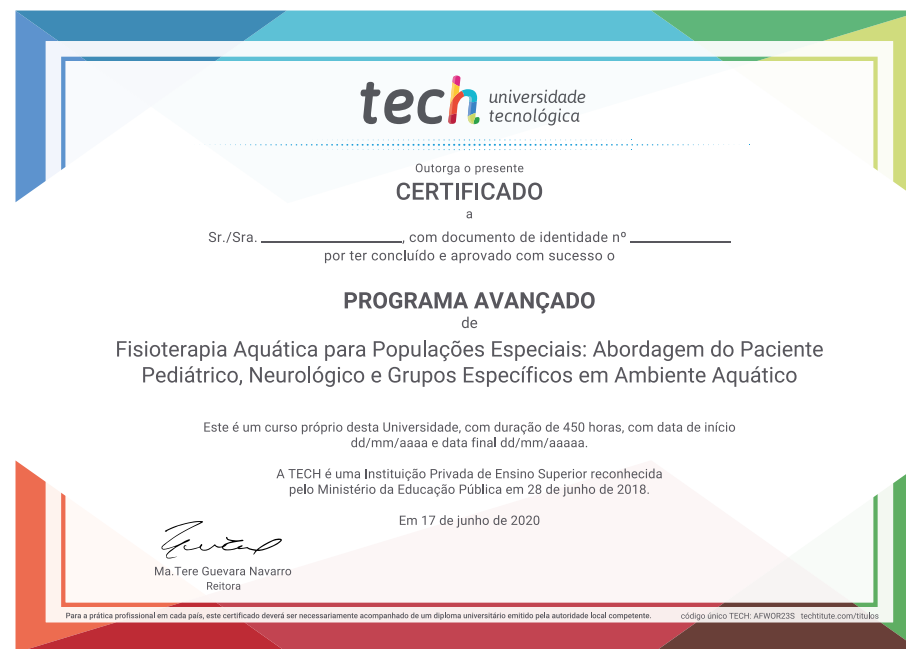 tech universidade
tecnológica
Outorga o presente
CERTIFICADO
a
Sr./Sra. ____________, com documento de identidade nº ____________
por ter concluído e aprovado com sucesso o
PROGRAMA AVANÇADO
de
Fisioterapia Aquática para Populações Especiais: Abordagem do Paciente
Pediátrico, Neurológico e Grupos Específicos em Ambiente Aquático
Este é um curso próprio desta Universidade, com duração de 450 horas, com data de início
dd/mm/aaaa e data final dd/mm/aaaaa.
A TECH é uma Instituição Privada de Ensino Superior reconhecida
pelo Ministério da Educação Pública em 28 de junho de 2018.
Em 17 de junho de 2020
Ma.Tere Guevara Navarro
Reitora
Para a prática profissional em cada país, este certificado deverá ser necessariamente acompanhado de um diploma universitário emitido pela autoridade local competente. código único TECH: AFWOR23S techtitute.com/titulos